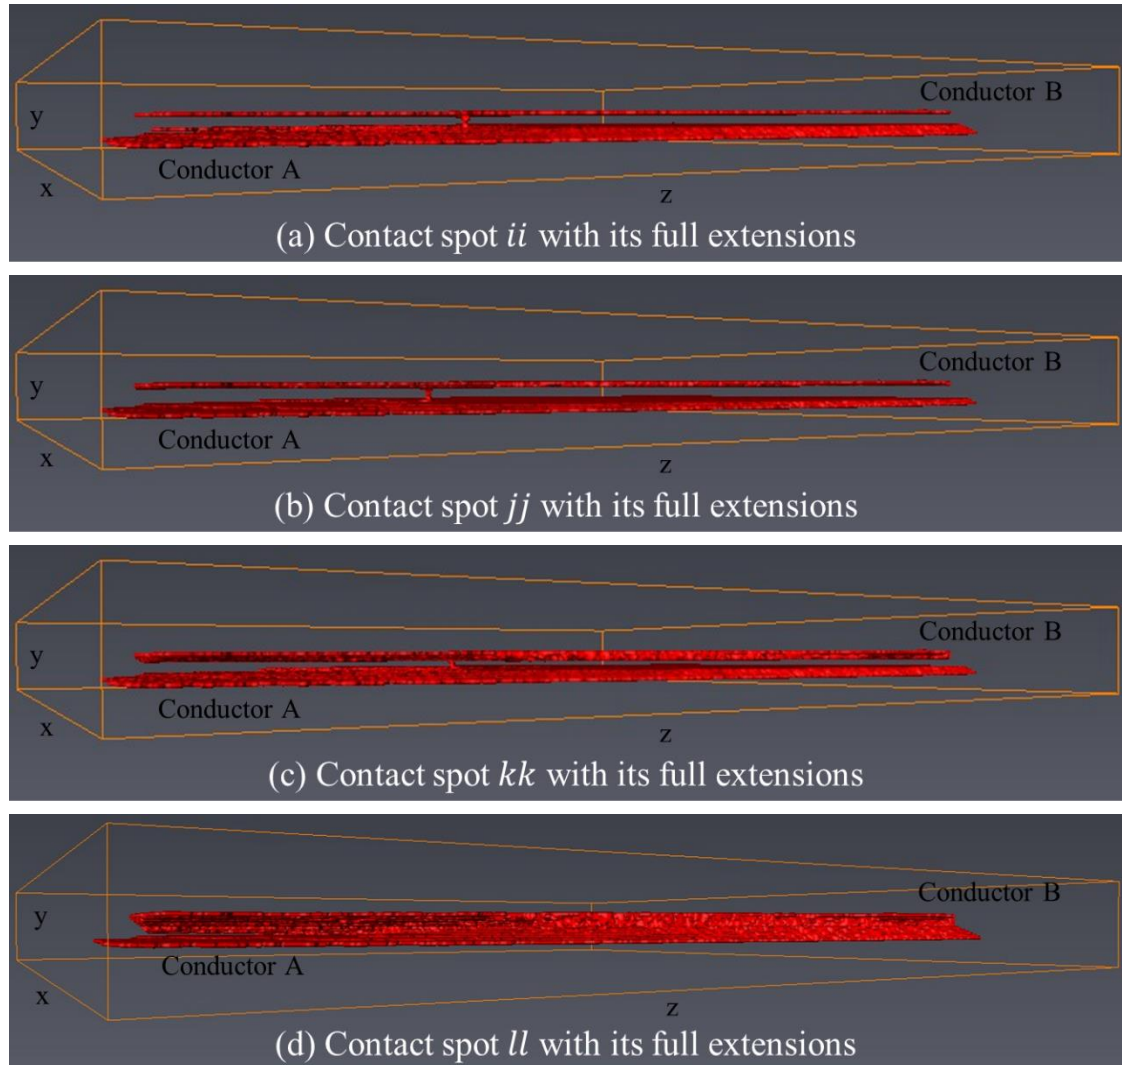 Conductor B
y
Conductor A
x
z
(a) Contact spot ii with its full extensions
Conductor B
y
Conductor A
x
z
(b) Contact spot jj with its full extensions
Conductor B
y
Conductor A
x
z
(c) Contact spot kk with its full extensions
Conductor B
y
Conductor A
x
z
(d) Contact spot ll with its full extensions